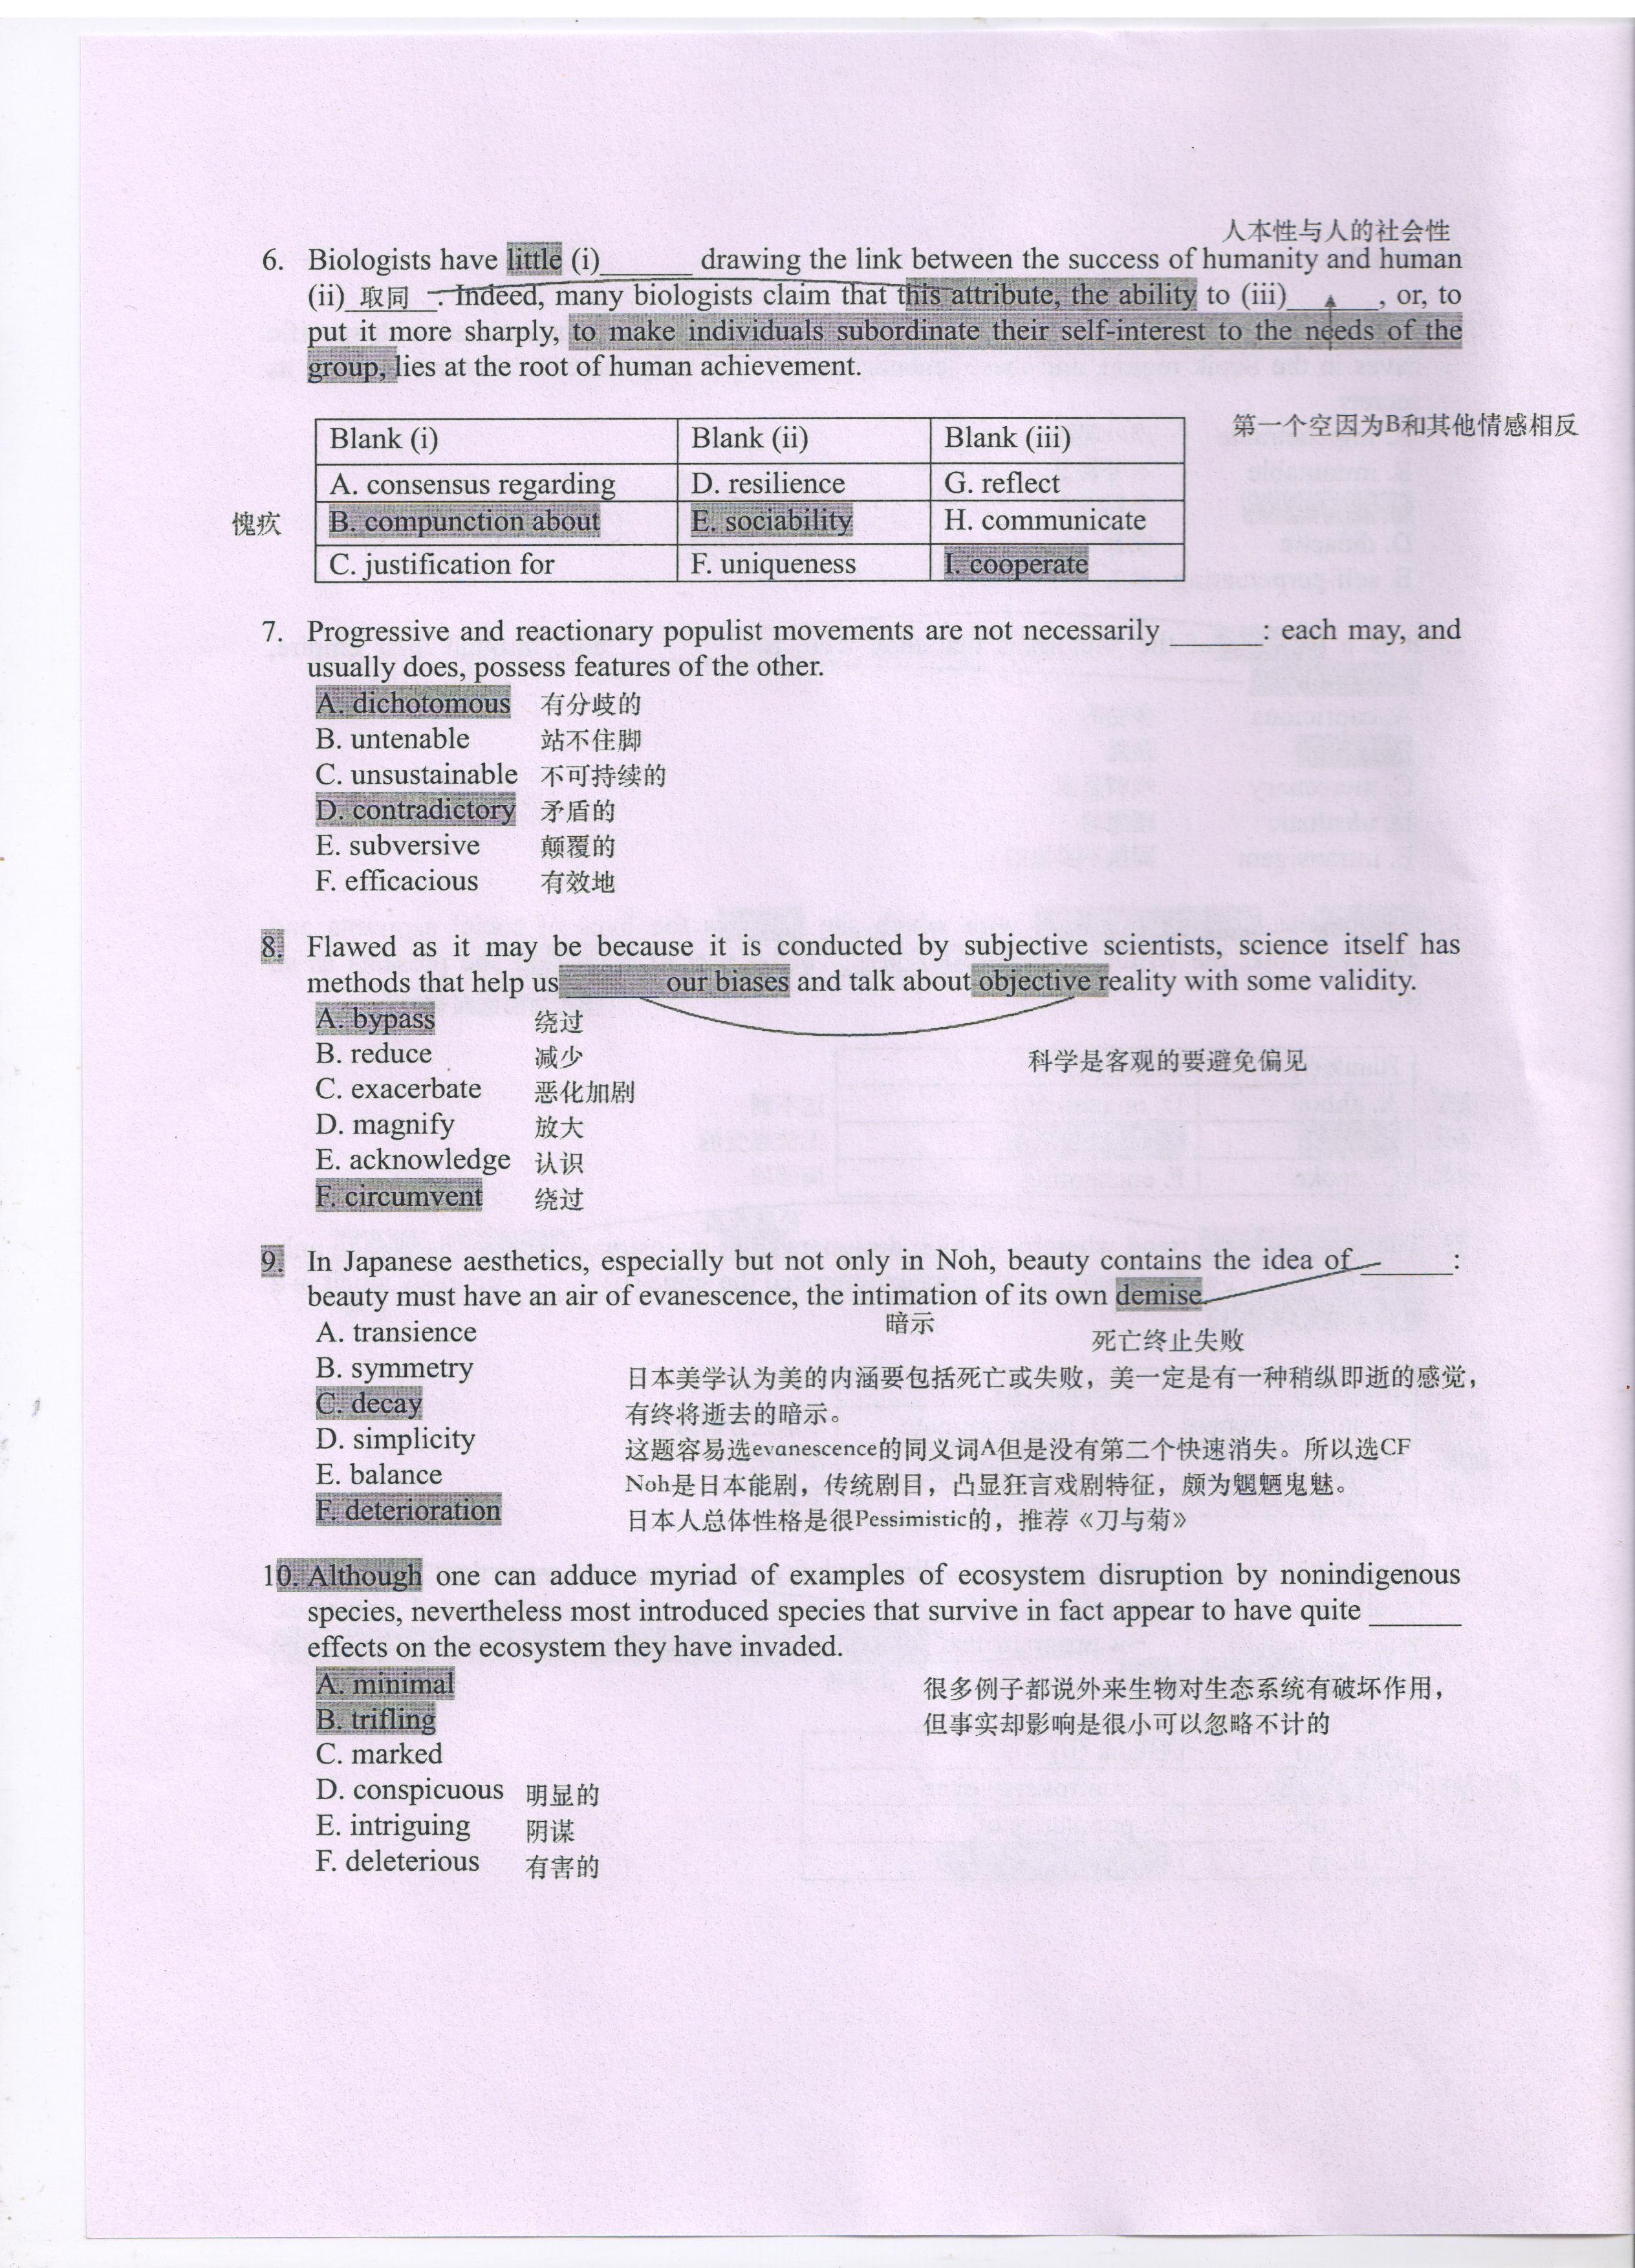 人本性与人的社会性
6. Biologists have little (i)______ drawing the link between the success of humanity and human
(ii) 取同 . Indeed, many biologists claim that this attribute, the ability to (iii)______, or, to
put it more sharply, to make individuals subordinate their self-interest to the needs of the
group, lies at the root of human achievement.
第一个空因为B和其他情感相反
Blank (i) Blank (ii) Blank (iii)
A. consensus regarding D. resilience G. reflect
愧疚 B. compunction about E. sociability H. communicate
C. justification for F. uniqueness I. cooperate
7. Progressive and reactionary populist movements are not necessarily ______: each may, and
usually does, possess features of the other.
A. dichotomous 有分歧的
B. untenable 站不住脚
C. unsustainable 不可持续的
D. contradictory 矛盾的
E. subversive 颠覆的
F. efficacious 有效地
8. Flawed as it may be because it is conducted by subjective scientists, science itself has
methods that help us ______ our biases and talk about objective reality with some validity.
A. bypass 绕过
B. reduce 减少
科学是客观的要避免偏见
C. exacerbate 恶化加剧
D. magnify 放大
E. acknowledge 认识
F. circumvent 绕过
9. In Japanese aesthetics, especially but not only in Noh, beauty contains the idea of ______:
beauty must have an air of evanescence, the intimation of its own demise.
暗示
死亡终止失败
A. transience
B. symmetry 日本美学认为美的内涵要包括死亡或失败，美一定是有一种稍纵即逝的感觉，
C. decay 有终将逝去的暗示。
D. simplicity 这题容易选evanescence的同义词A但是没有第二个快速消失。所以选CF
E. balance Noh是日本能剧，传统剧目，凸显狂言戏剧特征，颇为魍魉鬼魅。
F. deterioration 日本人总体性格是很Pessimistic的，推荐《刀与菊》
10. Although one can adduce myriad of examples of ecosystem disruption by nonindigenous
species, nevertheless most introduced species that survive in fact appear to have quite ______
effects on the ecosystem they have invaded.
A. minimal 很多例子都说外来生物对生态系统有破坏作用，
B. trifling 但事实却影响是很小可以忽略不计的
C. marked
D. conspicuous 明显的
E. intriguing 阴谋
F. deleterious 有害的